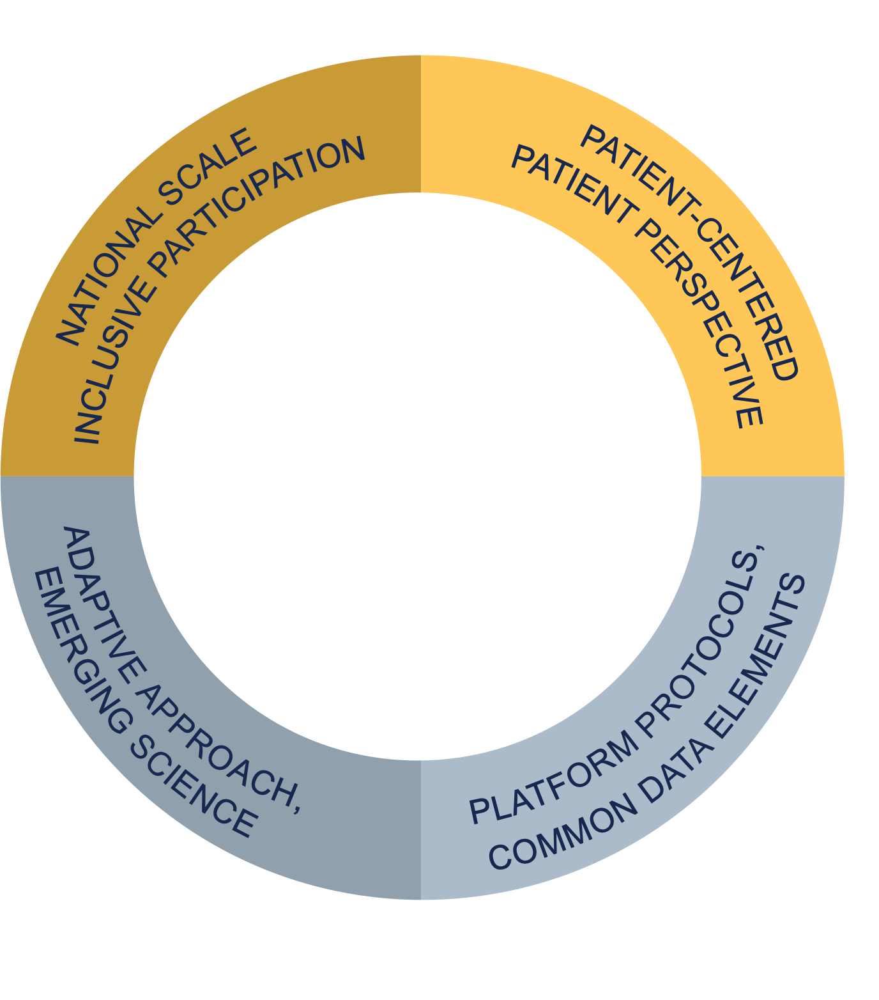 NATIONAL SCALE
INCLUSIVE PARTICIPATION
PATIENT-CENTERED
PATIENT PERSPECTIVE
ADAPTIVE APPROACH,
EMERGING SCIENCE
PLATFORM PROTOCOLS,
COMMON DATA ELEMENTS